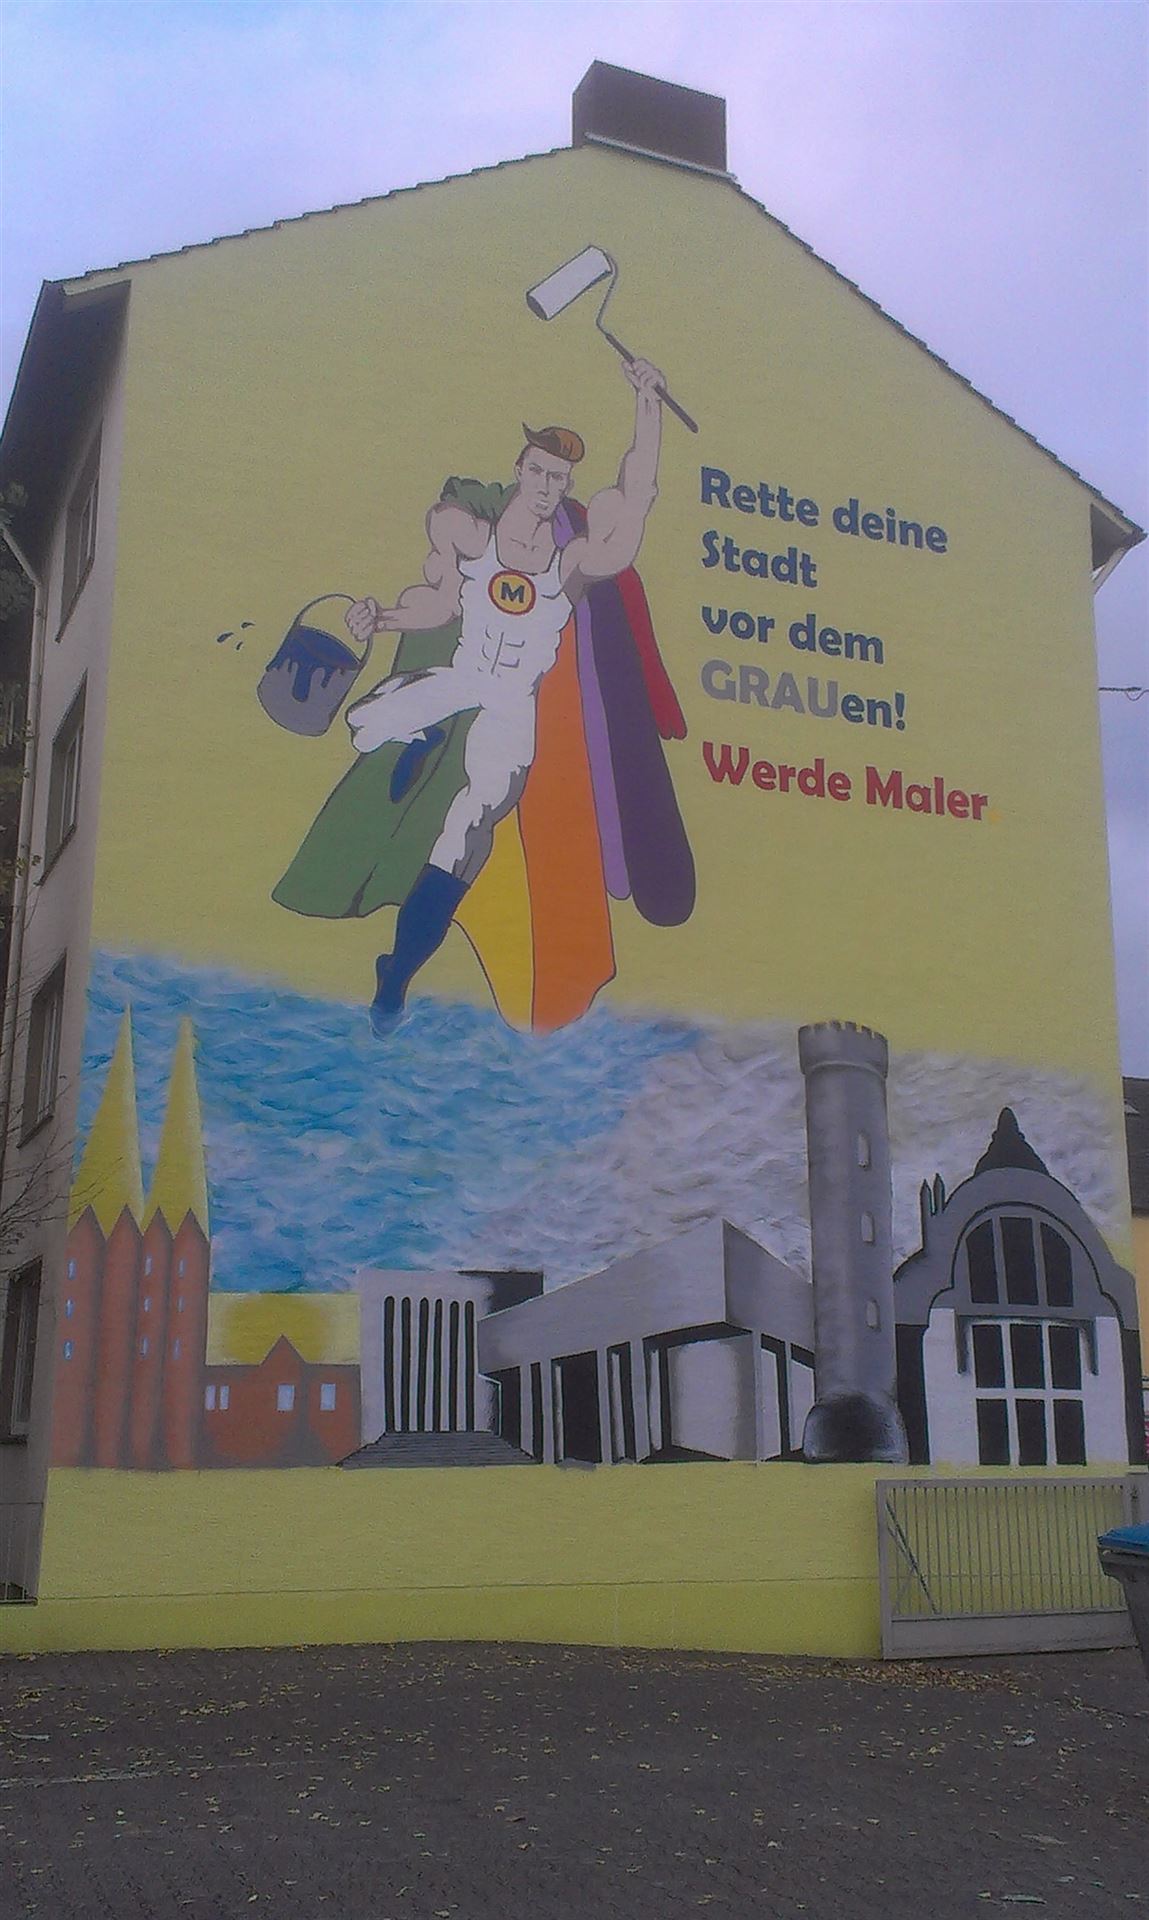 M
Rette deine
Stadt
vor dem
GRAUen!
Werde Maler.